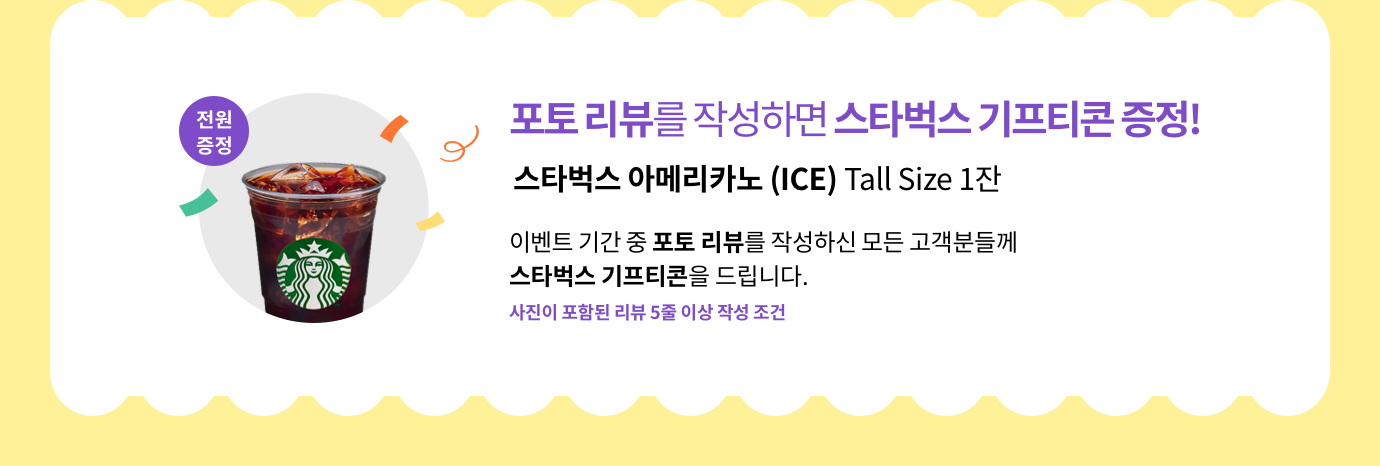 전원
증정
포토 리뷰를 작성하면 스타벅스 기프티콘 증정!
스타벅스 아메리카노 (ICE) Tall Size 1잔
이벤트 기간 중 포토 리뷰를 작성하신 모든 고객분들께
스타벅스 기프티콘을 드립니다.
사진이 포함된 리뷰 5줄 이상 작성 조건